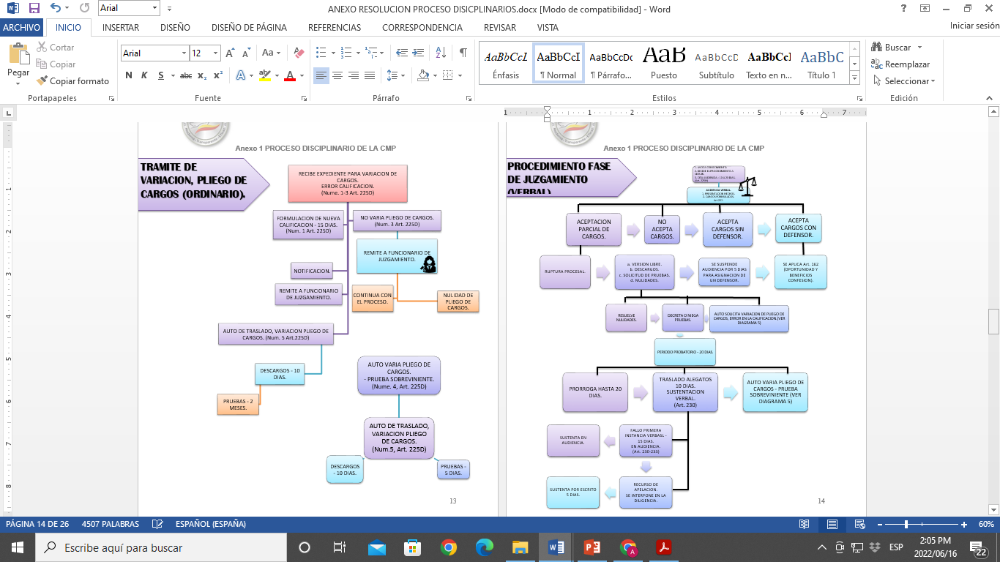 ANEXO RESOLUCION PROCESO DISICPLINARIOS.docx [Modo de compatibilidad] - Word
Arial
ARCHIVO INICIO INSERTAR DISEÑO DISEÑO DE PÁGINA REFERENCIAS CORRESPONDENCIA REVISAR VISTA Iniciar sesión
Pegar
Cortar
Copiar
Copiar formato
Portapapeles
Arial 12
N K S abc x₂ x²
Fuente
Párrafo
AaBbCcI AaBbCcI AaBbCcDc AaB AaBbCcD AaBbCcI AaBbC
Énfasis ¶ Normal ¶ Párrafo... Puesto Subtítulo Texto en n... Título 1
Estilos
Buscar
Reemplazar
Seleccionar
Edición
1 1 2 3 4 5 6 7
1
2
3
4
5
6
7
8
Anexo 1 PROCESO DISCIPLINARIO DE LA CMP
TRAMITE DE
VARIACION, PLIEGO DE
CARGOS (ORDINARIO).
RECIBE EXPEDIENTE PARA VARIACION DE
CARGOS.
ERROR CALIFICACION.
(Nume. 1-3 Art. 225D)
FORMULACION DE NUEVA
CALIFICACION - 15 DIAS.
(Num. 1 Art. 225D)
NO VARIA PLIEGO DE CARGOS.
(Num. 3 Art. 225D)
REMITE A FUNCIONARIO DE
JUZGAMIENTO.
NOTIFICACION.
REMITE A FUNCIONARIO
DE JUZGAMIENTO.
CONTINUA CON
EL PROCESO.
NULIDAD DE
PLIEGO DE
CARGOS.
AUTO DE TRASLADO, VARIACION PLIEGO DE
CARGOS. (Num. 5 Art.225D)
DESCARGOS - 10
DIAS.
PRUEBAS - 2
MESES.
AUTO VARIA PLIEGO DE
CARGOS.
- PRUEBA SOBREVINIENTE.
(Nume. 4, Art. 225D)
AUTO DE TRASLADO,
VARIACION PLIEGO
DE CARGOS.
(Num.5, Art. 225D)
DESCARGOS
- 10 DIAS.
PRUEBAS -
5 DIAS.
13
Anexo 1 PROCESO DISCIPLINARIO DE LA CMP
PROCEDIMIENTO FASE
DE JUZGAMIENTO
(VERBAL)
AUDIENCIA VERBAL
ACEPTACION
PARCIAL DE
CARGOS.
NO
ACEPTA
CARGOS.
ACEPTA
CARGOS SIN
DEFENSOR.
ACEPTA
CARGOS CON
DEFENSOR.
RUPTURA PROCESAL.
a. VERSION LIBRE.
b. DESCARGOS.
c. SOLICITUD DE PRUEBAS.
d. NULIDADES.
SE SUSPENDE
AUDIENCIA POR 5 DIAS
PARA ASIGNACION DE
UN DEFENSOR.
SE APLICA Art. 162
(OPORTUNIDAD Y
BENEFICIOS
CONFESION).
RESUELVE
NULIDADES.
DECRETA O NIEGA
PRUEBAS.
AUTO SOLICITA VARIACION DE PLIEGO DE
CARGOS, ERROR EN LA CALIFICACION.(VER
DIAGRAMA 5)
PERIODO PROBATORIO - 20 DIAS.
PRORROGA HASTA 20
DIAS.
TRASLADO ALEGATOS
10 DIAS.
SUSTENTACION
VERBAL.
(Art. 230)
AUTO VARIA PLIEGO DE
CARGOS - PRUEBA
SOBREVINIENTE (VER
DIAGRAMA 5)
SUSTENTA EN
AUDIENCIA.
FALLO PRIMERA
INSTANCIA VERBASL -
15 DIAS.
EN AUDIENCIA.
(Art. 230-233)
SUSTENTA POR ESCRITO
5 DIAS.
RECURSO DE
APELACION.
SE INTERPONE EN LA
DILIGENCIA.
14
PÁGINA 14 DE 26 4507 PALABRAS ESPAÑOL (ESPAÑA) 60%
Escribe aquí para buscar
ESP
2:05 PM
2022/06/16
22